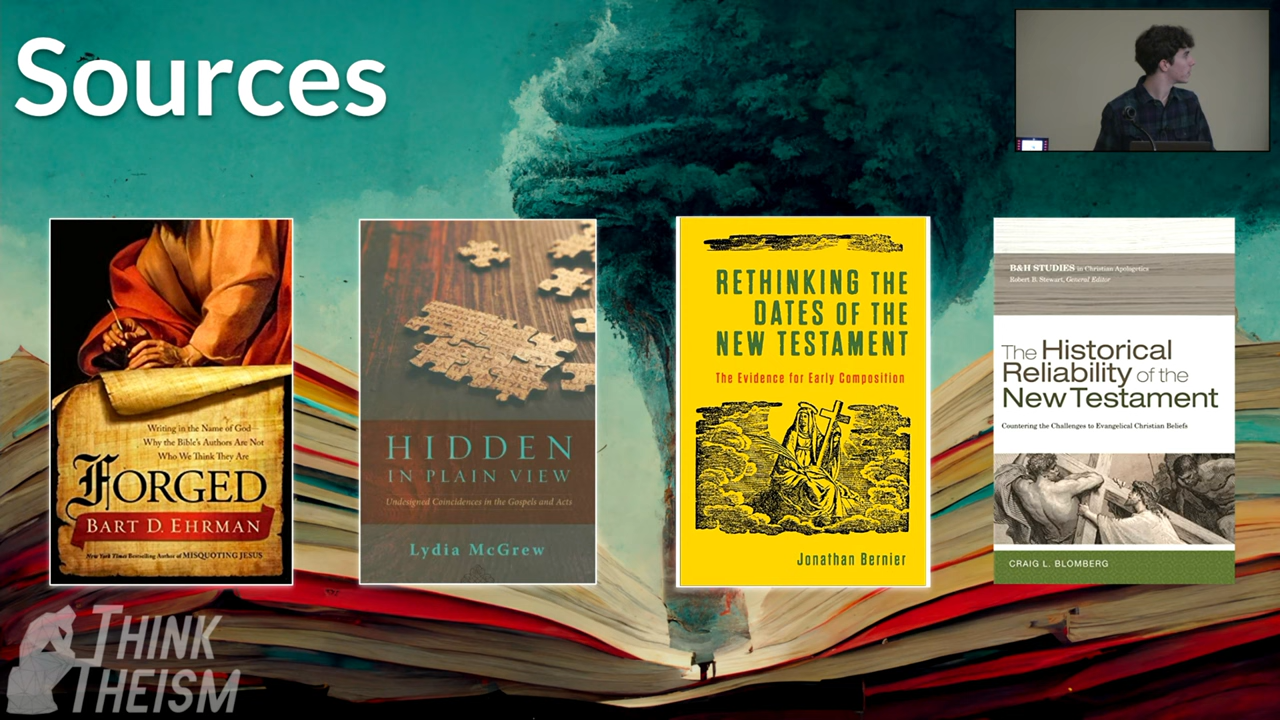 Sources
Writing in the Name of God—
Why the Bible's Authors Are Not
Who We Think They Are
FORGED
BART D. EHRMAN
New York Times Bestselling Author of MISQUOTING JESUS
HIDDEN
IN PLAIN VIEW
Undesigned Coincidences in the Gospels and Acts
Lydia McGrew
RETHINKING THE
DATES OF THE
NEW TESTAMENT
The Evidence for Early Composition
Jonathan Bernier
B&H STUDIES in Christian Apologetics
Robert B. Stewart, General Editor
The Historical
Reliability of the
New Testament
Countering the Challenges to Evangelical Christian Beliefs
CRAIG L. BLOMBERG
THINK
THEISM